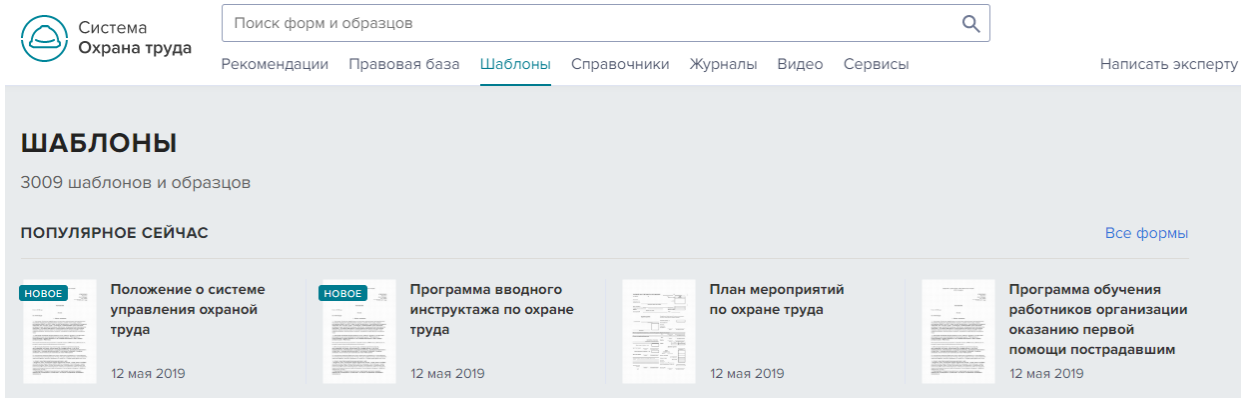 Система
Охрана труда
Поиск форм и образцов
Рекомендации Правовая база Шаблоны Справочники Журналы Видео Сервисы Написать эксперту
ШАБЛОНЫ
3009 шаблонов и образцов
ПОПУЛЯРНОЕ СЕЙЧАС
Все формы
НОВОЕ
Положение о системе
управления охраной
труда
12 мая 2019
НОВОЕ
Программа вводного
инструктажа по охране
труда
12 мая 2019
План мероприятий
по охране труда
12 мая 2019
Программа обучения
работников организации
оказанию первой
помощи пострадавшим
12 мая 2019